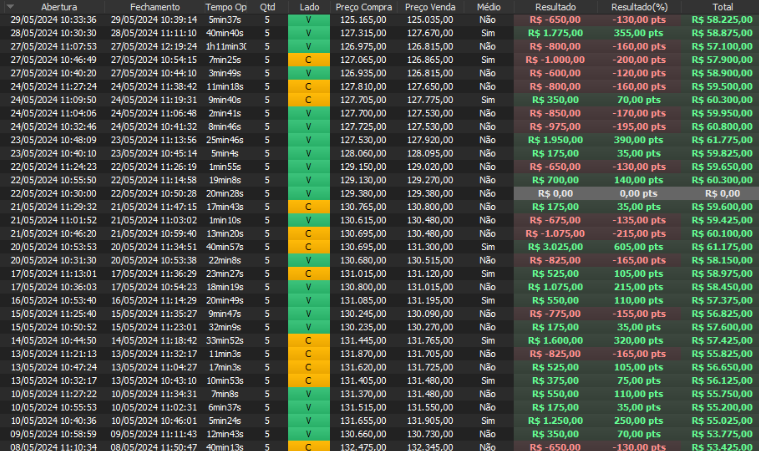 Abertura Fechamento Tempo Op Qtd Lado Preço Compra Preço Venda Médio Resultado Resultado(%) Total
29/05/2024 10:33:36 29/05/2024 10:39:14 5min37s 5 V 125.165,00 125.035,00 Não R$ -650,00 -130,00 pts R$ 58.225,00
28/05/2024 10:30:30 28/05/2024 11:11:10 40min40s 5 V 127.315,00 127.670,00 Sim R$ 1.775,00 355,00 pts R$ 58.875,00
27/05/2024 11:07:53 27/05/2024 12:19:24 1h11min30 5 V 126.975,00 126.815,00 Não R$ -800,00 -160,00 pts R$ 57.100,00
27/05/2024 10:46:49 27/05/2024 10:54:15 7min25s 5 C 127.065,00 126.865,00 Sim R$ -1.000,00 -200,00 pts R$ 57.900,00
27/05/2024 10:40:20 27/05/2024 10:44:10 3min49s 5 V 126.935,00 126.815,00 Não R$ -600,00 -120,00 pts R$ 58.900,00
24/05/2024 11:27:24 24/05/2024 11:38:42 11min18s 5 C 127.810,00 127.650,00 Não R$ -800,00 -160,00 pts R$ 59.500,00
24/05/2024 11:09:50 24/05/2024 11:19:31 9min40s 5 C 127.705,00 127.775,00 Sim R$ 350,00 70,00 pts R$ 60.300,00
24/05/2024 11:04:06 24/05/2024 11:06:48 2min41s 5 V 127.700,00 127.530,00 Não R$ -850,00 -170,00 pts R$ 59.950,00
24/05/2024 10:32:46 24/05/2024 10:41:32 8min46s 5 V 127.725,00 127.530,00 Não R$ -975,00 -195,00 pts R$ 60.800,00
23/05/2024 10:48:09 23/05/2024 11:13:56 25min46s 5 V 127.530,00 127.920,00 Não R$ 1.950,00 390,00 pts R$ 61.775,00
23/05/2024 10:40:10 23/05/2024 10:45:14 5min4s 5 V 128.060,00 128.095,00 Não R$ 175,00 35,00 pts R$ 59.825,00
22/05/2024 11:24:23 22/05/2024 11:26:19 1min55s 5 V 129.150,00 129.020,00 Não R$ -650,00 -130,00 pts R$ 59.650,00
22/05/2024 10:55:50 22/05/2024 11:14:58 19min8s 5 V 129.130,00 129.270,00 Não R$ 700,00 140,00 pts R$ 60.300,00
22/05/2024 10:30:00 22/05/2024 10:50:28 20min28s 5 V 129.380,00 129.380,00 Não R$ 0,00 0,00 pts R$ 0,00
21/05/2024 11:29:32 21/05/2024 11:47:15 17min43s 5 C 130.765,00 130.800,00 Não R$ 175,00 35,00 pts R$ 59.600,00
21/05/2024 11:01:52 21/05/2024 11:03:02 1min10s 5 V 130.615,00 130.480,00 Não R$ -675,00 -135,00 pts R$ 59.425,00
21/05/2024 10:46:20 21/05/2024 10:59:40 13min20s 5 C 130.695,00 130.480,00 Não R$ -1.075,00 -215,00 pts R$ 60.100,00
20/05/2024 10:53:53 20/05/2024 11:34:51 40min57s 5 C 130.695,00 131.300,00 Sim R$ 3.025,00 605,00 pts R$ 61.175,00
20/05/2024 10:31:30 20/05/2024 10:53:38 22min8s 5 V 130.680,00 130.515,00 Não R$ -825,00 -165,00 pts R$ 58.150,00
17/05/2024 11:13:01 17/05/2024 11:36:29 23min27s 5 C 131.015,00 131.120,00 Sim R$ 525,00 105,00 pts R$ 58.975,00
17/05/2024 10:36:03 17/05/2024 10:54:23 18min19s 5 V 130.800,00 131.015,00 Não R$ 1.075,00 215,00 pts R$ 58.450,00
16/05/2024 10:53:40 16/05/2024 11:14:29 20min49s 5 V 131.085,00 131.195,00 Sim R$ 550,00 110,00 pts R$ 57.375,00
15/05/2024 11:25:40 15/05/2024 11:35:27 9min47s 5 V 130.245,00 130.090,00 Não R$ -775,00 -155,00 pts R$ 56.825,00
15/05/2024 10:50:52 15/05/2024 11:23:01 32min9s 5 V 130.235,00 130.270,00 Não R$ 175,00 35,00 pts R$ 57.600,00
14/05/2024 10:44:50 14/05/2024 11:18:42 33min52s 5 C 131.445,00 131.765,00 Sim R$ 1.600,00 320,00 pts R$ 57.425,00
13/05/2024 11:21:13 13/05/2024 11:32:17 11min3s 5 C 131.870,00 131.705,00 Não R$ -825,00 -165,00 pts R$ 55.825,00
13/05/2024 10:47:24 13/05/2024 11:04:27 17min3s 5 C 131.620,00 131.725,00 Não R$ 525,00 105,00 pts R$ 56.650,00
13/05/2024 10:32:17 13/05/2024 10:43:10 10min53s 5 C 131.405,00 131.480,00 Sim R$ 375,00 75,00 pts R$ 56.125,00
10/05/2024 11:27:22 10/05/2024 11:34:31 7min8s 5 V 131.370,00 131.480,00 Não R$ 550,00 110,00 pts R$ 55.750,00
10/05/2024 10:55:53 10/05/2024 11:02:31 6min37s 5 V 131.515,00 131.550,00 Não R$ 175,00 35,00 pts R$ 55.200,00
10/05/2024 10:40:36 10/05/2024 10:46:01 5min24s 5 V 131.655,00 131.905,00 Sim R$ 1.250,00 250,00 pts R$ 55.025,00
09/05/2024 10:58:59 09/05/2024 11:11:43 12min43s 5 V 130.660,00 130.730,00 Não R$ 350,00 70,00 pts R$ 53.775,00
08/05/2024 11:10:34 08/05/2024 11:50:47 40min13s 5 C 132.475,00 132.345,00 Não R$ -650,00 -130,00 pts R$ 53.425,00